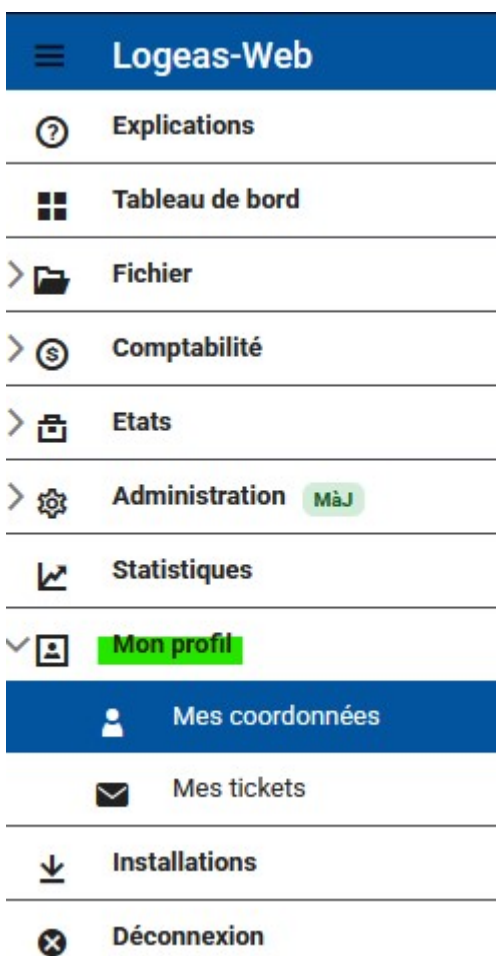 Logeas-Web
Explications
Tableau de bord
Fichier
Comptabilité
Etats
Administration MàJ
Statistiques
Mon profil
Mes coordonnées
Mes tickets
Installations
Déconnexion